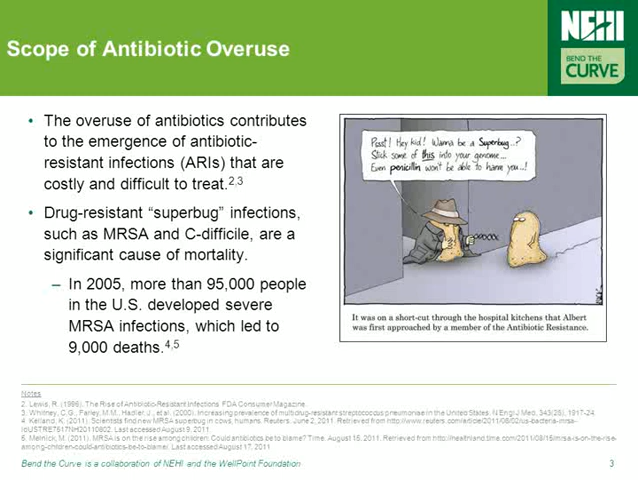 Scope of Antibiotic Overuse
NEHI
BEND THE
CURVE
• The overuse of antibiotics contributes
to the emergence of antibiotic-
resistant infections (ARIs) that are
costly and difficult to treat.2,3
• Drug-resistant “superbug” infections,
such as MRSA and C-difficile, are a
significant cause of mortality.
– In 2005, more than 95,000 people
in the U.S. developed severe
MRSA infections, which led to
9,000 deaths.4,5
Pssst! Hey kid! Wanna be a Superbug..?
Stick some of this into your genome...
Even penicillin won't be able to harm you...!
It was on a short-cut through the hospital kitchens that Albert
was first approached by a member of the Antibiotic Resistance.
Notes
2. Lewis, R. (1996). The Rise of Antibiotic-Resistant Infections. FDA Consumer Magazine
3. Whitney, C.G., Farley, M.M., Hadler, J., et al. (2000). Increasing prevalence of multidrug-resistant streptococcus pneumoniae in the United States. N Engl J Med, 343(26), 1917-24
4. Kelland, K. (2011). Scientists find new MRSA superbug in cows, humans. Reuters. June 2, 2011. Retrieved from http://www.reuters.com/article/2011/06/02/us-bacteria-mrsa-
idUSTRE7517NH20110602. Last accessed August 9, 2011
5. Melnick, M. (2011). MRSA is on the rise among children: Could antibiotics be to blame? Time. August 15, 2011. Retrieved from http://healthland.time.com/2011/08/15/mrsa-is-on-the-rise-
among-children-could-antibiotics-be-to-blame/. Last accessed August 17, 2011
Bend the Curve is a collaboration of NEHI and the WellPoint Foundation
3